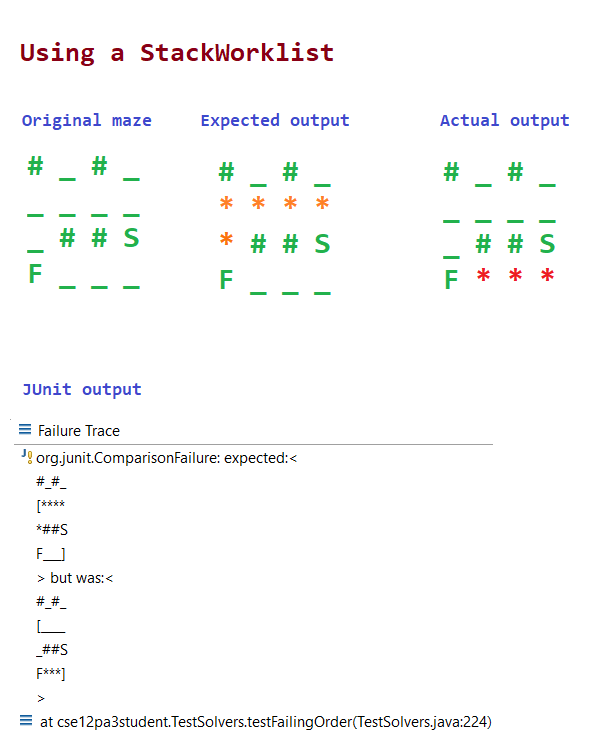 Using a StackWorklist
Original maze Expected output Actual output
# _ # _ # _ # _ # _ # _
_ _ _ _ * * * * _ _ _ _
_ # # S * # # S _ # # S
F _ _ _ F _ _ _ F * * *
JUnit output
Failure Trace
org.junit.ComparisonFailure: expected:<
#_#_
[****
*##S
F___]
> but was:<
#_#_
[____
_##S
F***]
>
at cse12pa3student.TestSolvers.testFailingOrder(TestSolvers.java:224)